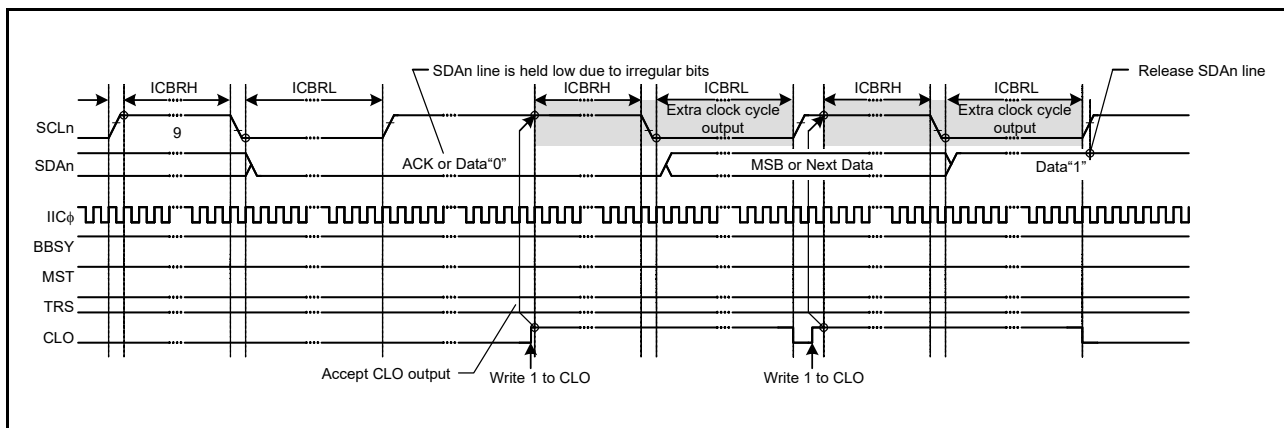 SDAn line is held low due to irregular bits
Release SDAn line
ICBRH
ICBRL
ICBRH
ICBRL
ICBRH
ICBRL
SCLn
9
Extra clock cycle
output
Extra clock cycle
output
SDAn
ACK or Data“0”
MSB or Next Data
Data“1”
IICϕ
BBSY
MST
TRS
CLO
Accept CLO output
Write 1 to CLO
Write 1 to CLO